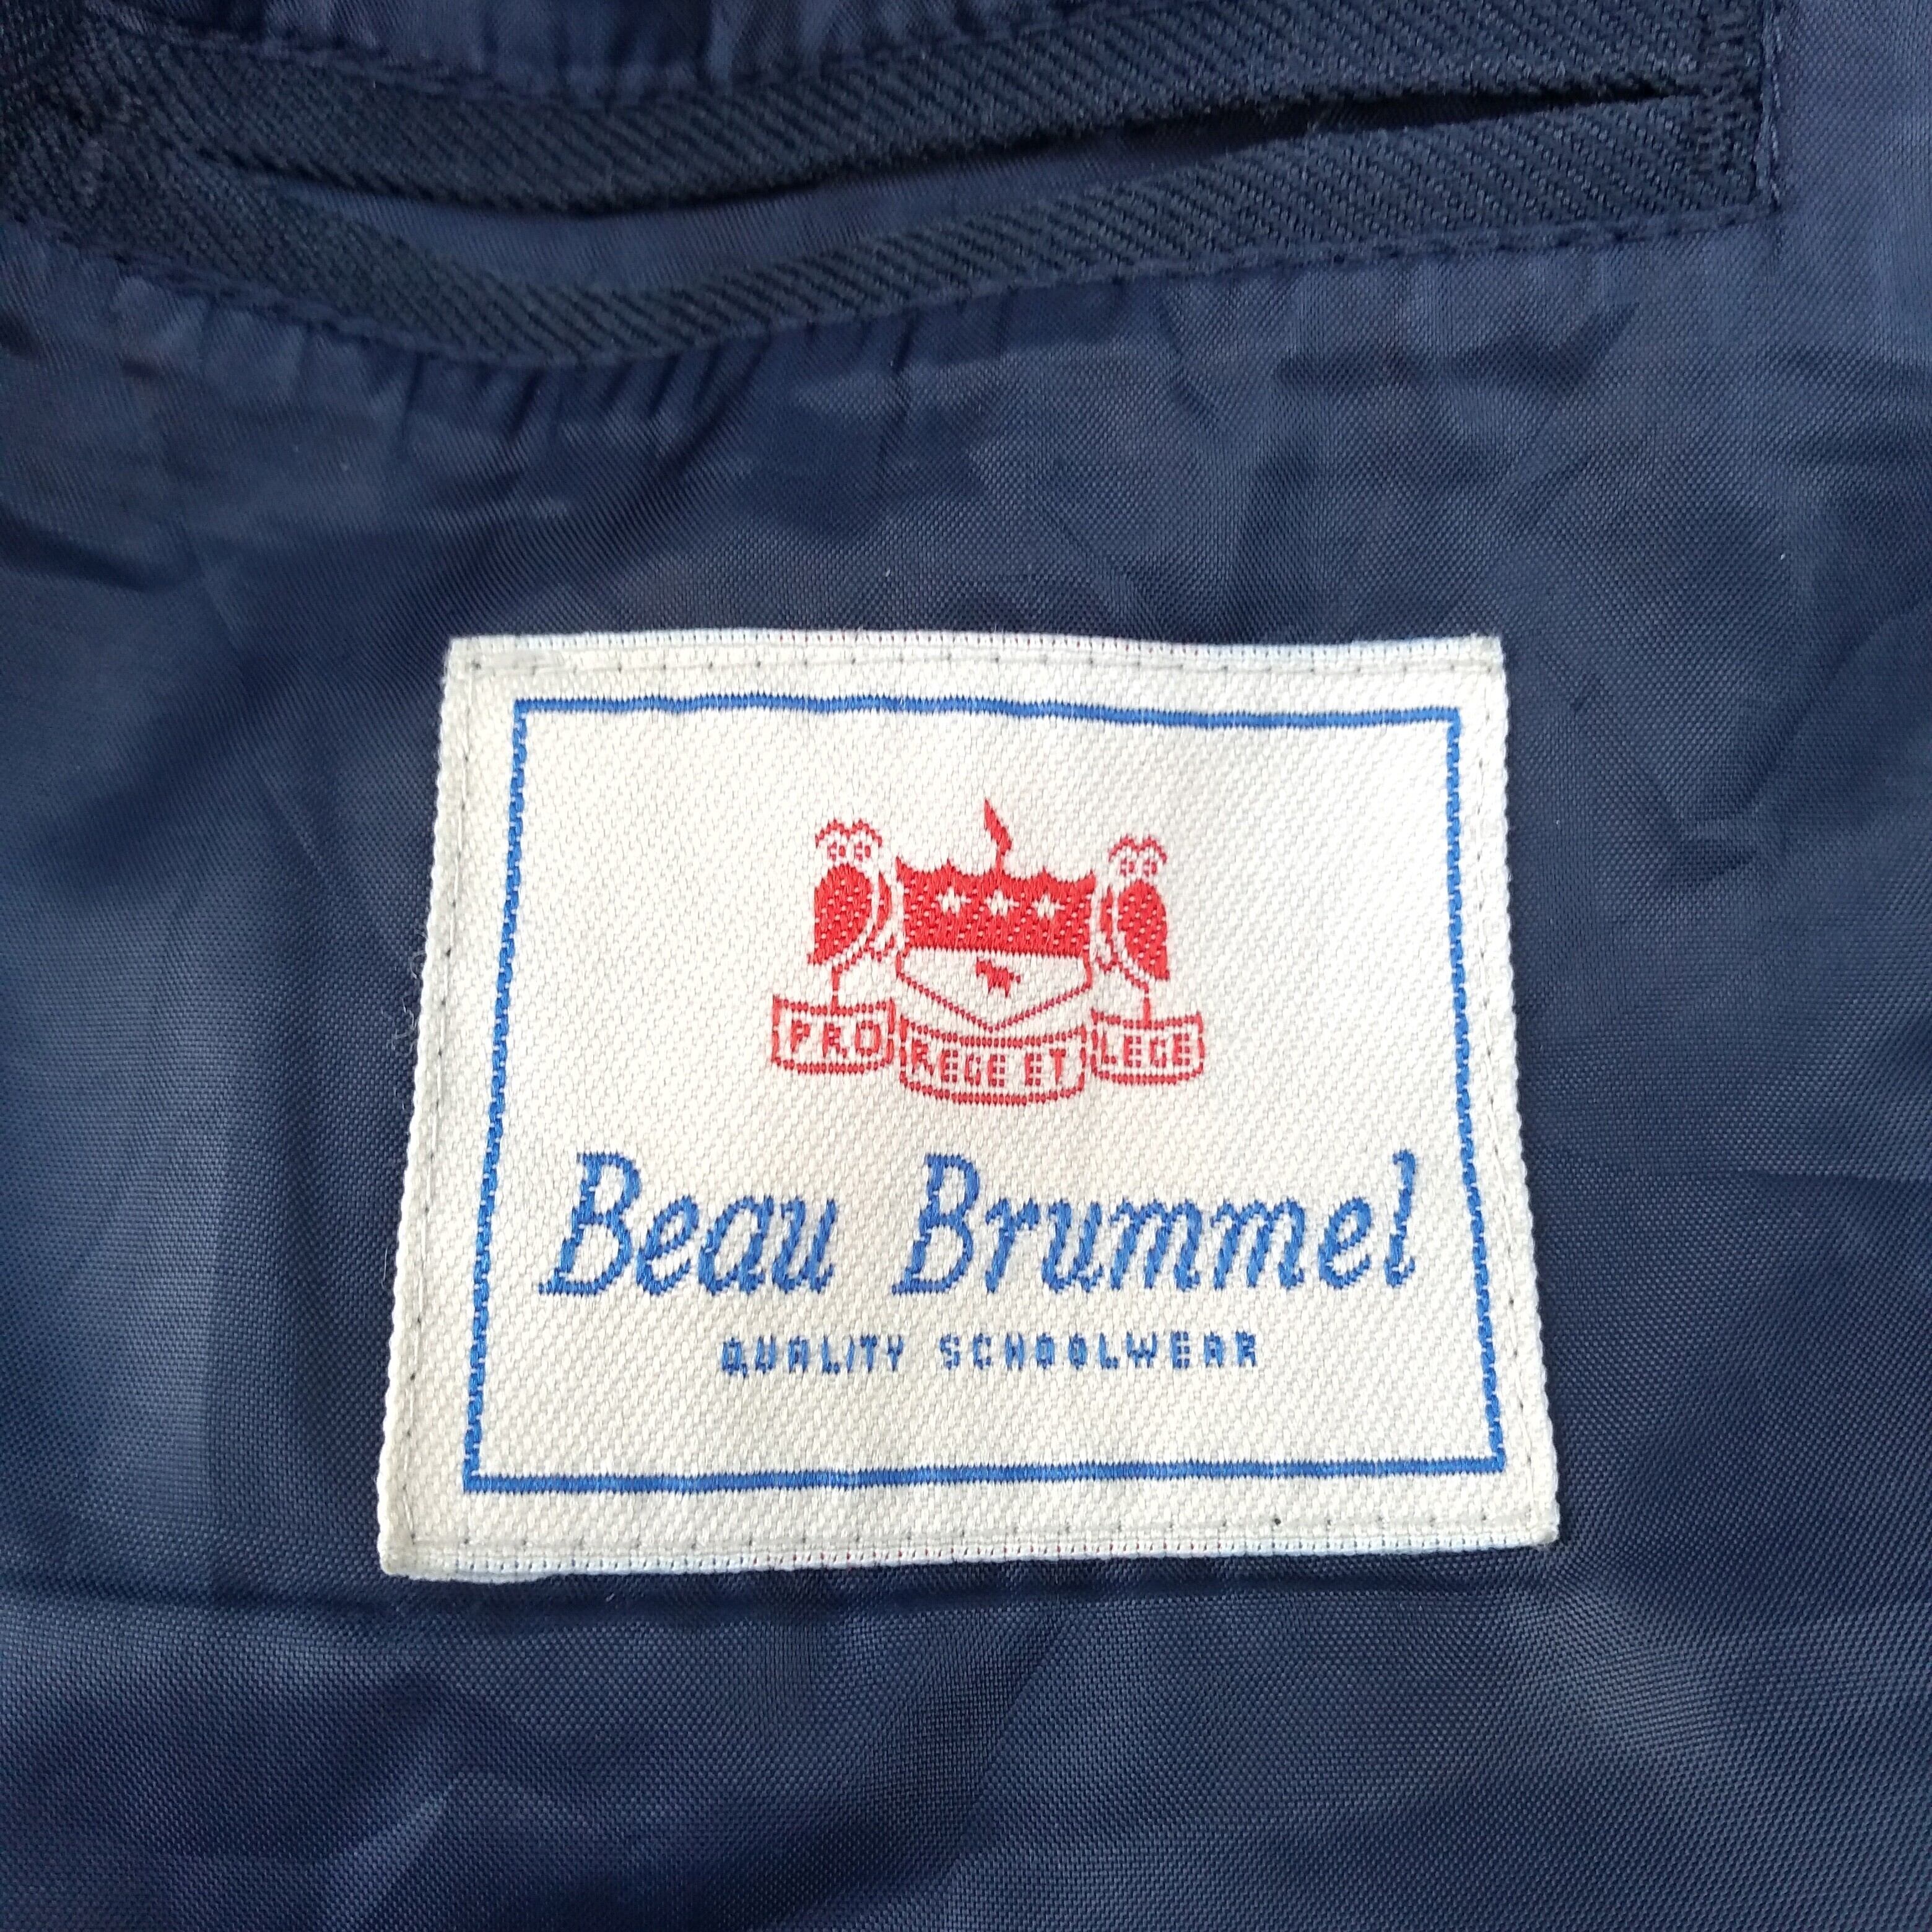 PRO REGE ET LEGE
Beau Brummel
QUALITY SCHOOLWEAR